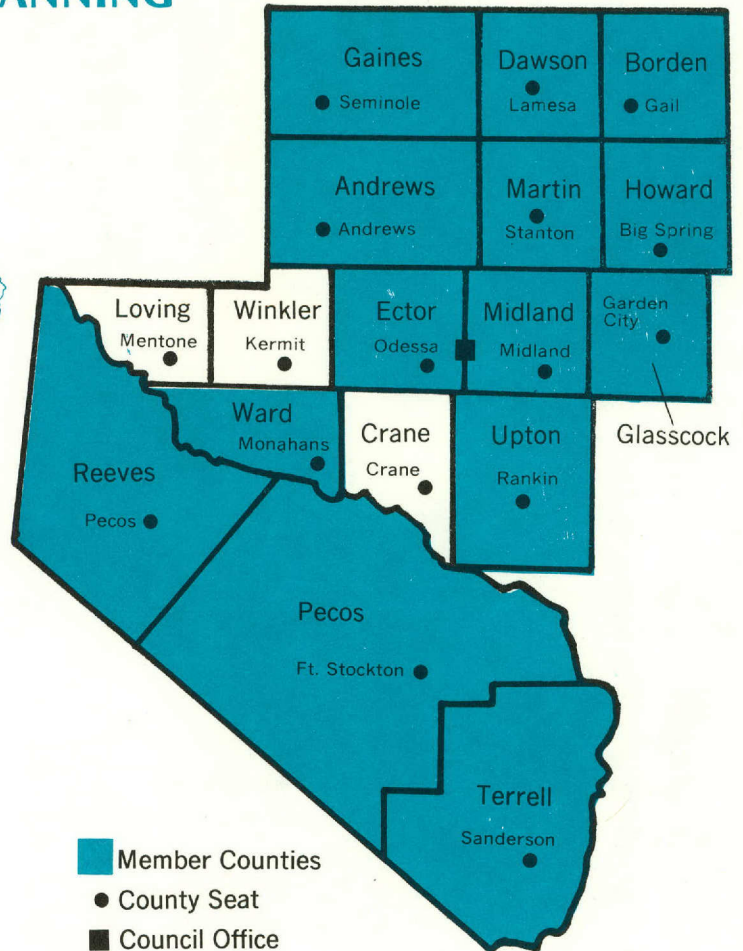 Gaines
Dawson
Borden
Seminole
Lamesa
Gail
Andrews
Martin
Howard
Andrews
Stanton
Big Spring
Loving
Winkler
Ector
Midland
Garden
City
Mentone
Kermit
Odessa
Midland
Glasscock
Ward
Crane
Upton
Monahans
Crane
Rankin
Reeves
Pecos
Pecos
Ft. Stockton
Terrell
Sanderson
Member Counties
County Seat
Council Office